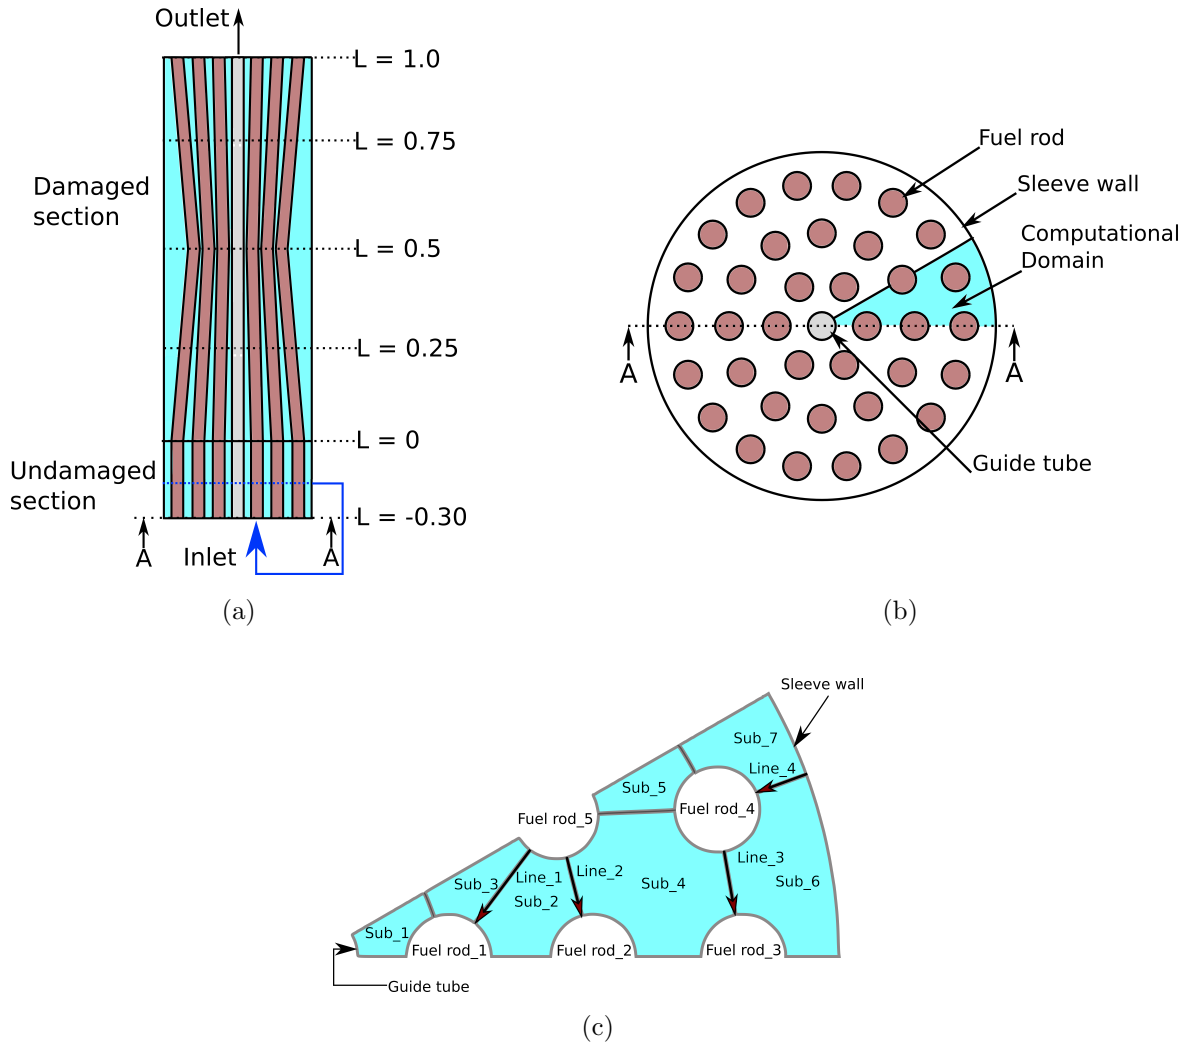 Outlet
L = 1.0
L = 0.75
Damaged
section
L = 0.5
L = 0.25
L = 0
Undamaged
section
L = -0.30
A
Inlet
A
(a)
Fuel rod
Sleeve wall
Computational
Domain
A
A
Guide tube
(b)
Sleeve wall
Sub_7
Line_4
Sub_5
Fuel rod_4
Fuel rod_5
Line_3
Line_2
Line_1
Sub_3
Sub_4
Sub_6
Sub_2
Sub_1
Fuel rod_1
Fuel rod_2
Fuel rod_3
Guide tube
(c)